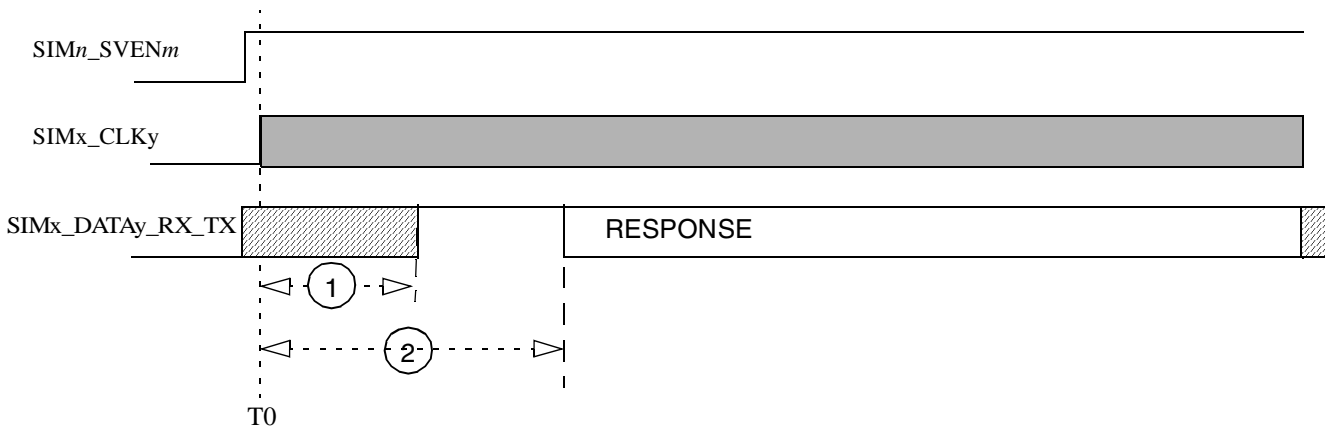 SIMn_SVENm
SIMx_CLKy
SIMx_DATAy_RX_TX
RESPONSE
1
2
T0